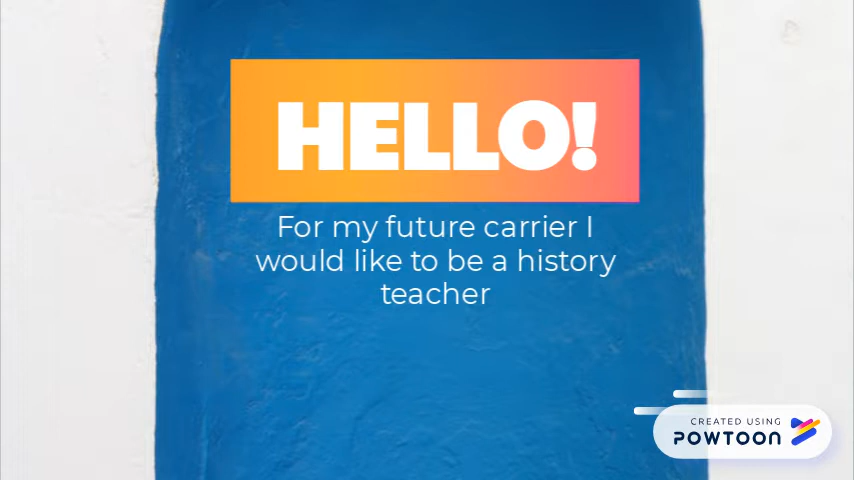 HELLO!
For my future carrier I
would like to be a history
teacher
CREATED USING
POWTOON